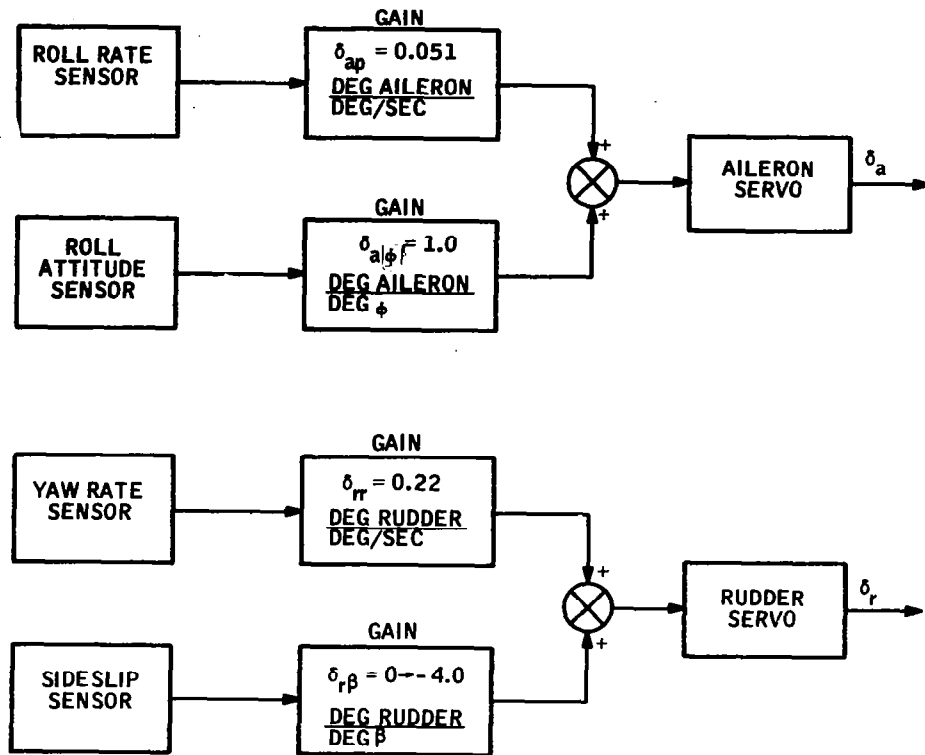 GAIN
ROLL RATE
SENSOR
δap = 0.051
DEG AILERON
DEG/SEC
+
AILERON
SERVO
δa
+
GAIN
ROLL
ATTITUDE
SENSOR
δa|ϕ| = 1.0
DEG AILERON
DEG ϕ
GAIN
YAW RATE
SENSOR
δrr = 0.22
DEG RUDDER
DEG/SEC
+
RUDDER
SERVO
δr
+
GAIN
SIDESLIP
SENSOR
δrβ = 0→-4.0
DEG RUDDER
DEG β